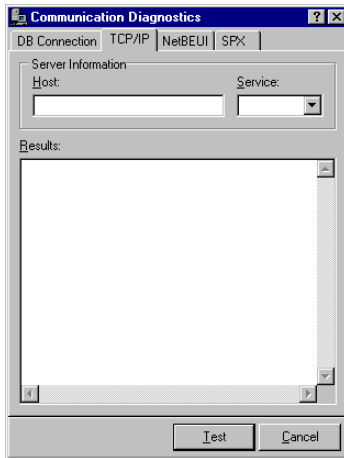 Communication Diagnostics
DB Connection TCP/IP NetBEUI SPX
Server Information
Host: Service:
Results:
Test Cancel